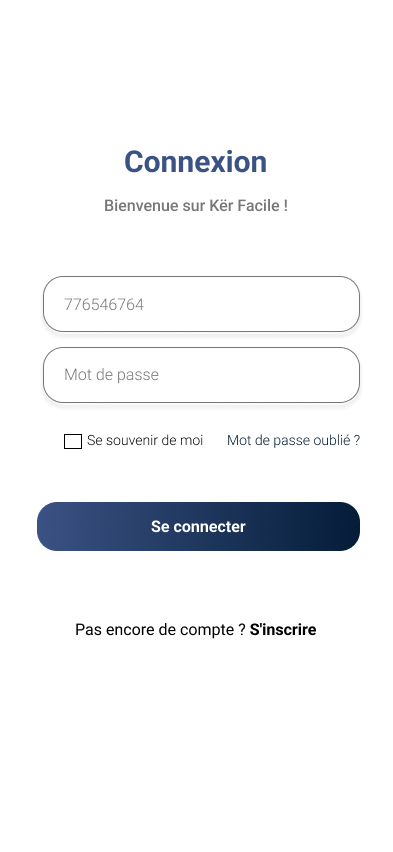 Connexion
Bienvenue sur Kër Facile !
776546764
Mot de passe
Se souvenir de moi Mot de passe oublié ?
Se connecter
Pas encore de compte ? S'inscrire